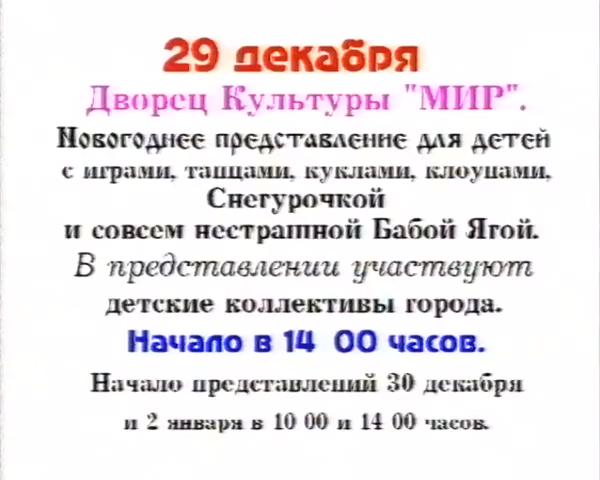 29 декабря
Дворец Культуры "МИР".
Новогоднее представление для детей
с играми, танцами, куклами, клоунами,
Снегурочкой
и совсем нестрашной Бабой Ягой.
В представлении участвуют
детские коллективы города.
Начало в 14 00 часов.
Начало представлений 30 декабря
и 2 января в 10 00 и 14 00 часов.